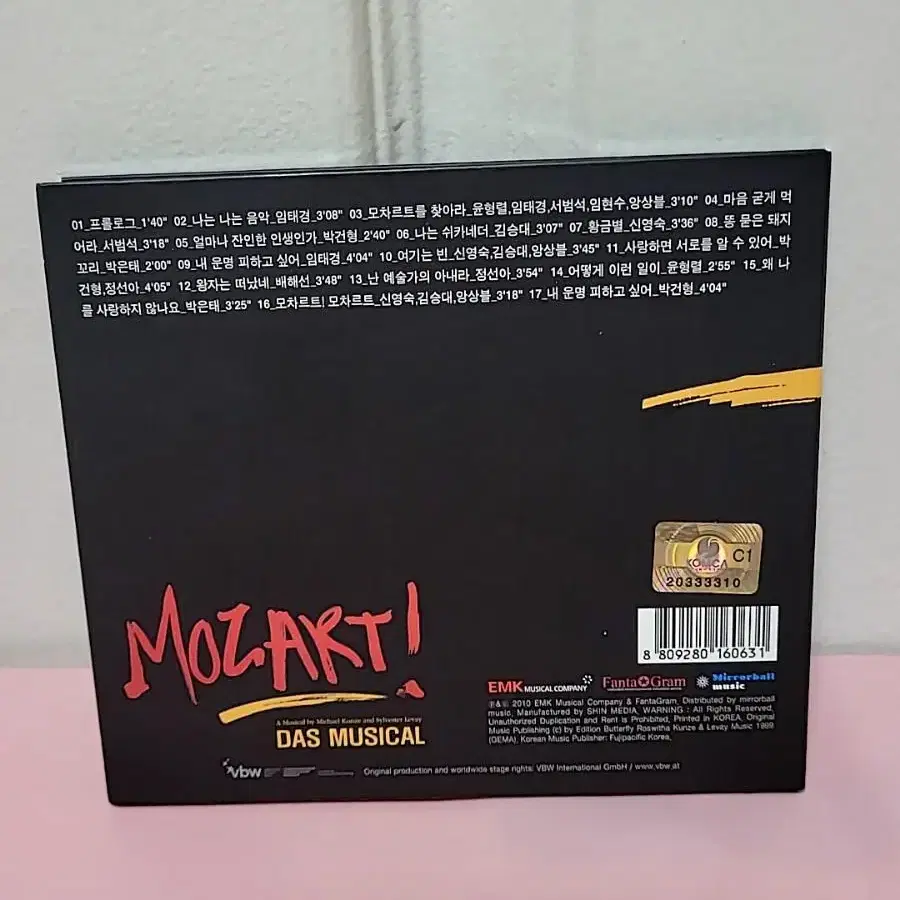 01_프롤로그_1'40" 02_나는 나는 음악_임태경_3'08" 03_모차르트를 찾아라_윤형렬,임태경,서범석,임현수,앙상블_3'10" 04_마음 굳게 먹
어라_서범석_3'18" 05_얼마나 잔인한 인생인가_박건형_2'40" 06_나는 쉬카네더_김승대_3'07" 07_황금별_신영숙_3'36" 08_똥 묻은 돼지
꼬리_박은태_2'00" 09_내 운명 피하고 싶어_임태경_4'04" 10_여기는 빈_신영숙,김승대,앙상블_3'45" 11_사랑하면 서로를 알 수 있어_박
건형,정선아_4'05" 12_왕자는 떠났네_배해선_3'48" 13_난 예술가의 아내라_정선아_3'54" 14_어떻게 이런 일이_윤형렬_2'55" 15_왜 나
를 사랑하지 않나요_박은태_3'25" 16_모차르트! 모차르트_신영숙,김승대,앙상블_3'18" 17_내 운명 피하고 싶어_박건형_4'04"
KOMCA C1
20333310
8 809280 160631
MOZART!
A Musical by Michael Kunze and Sylvester Levay
DAS MUSICAL
EMK MUSICAL COMPANY FantaGram Mirrorball music
℗&© 2010 EMK Musical Company & FantaGram, Distributed by mirrorball
music, Manufactured by SHIN MEDIA, WARNING : All Rights Reserved,
Unauthorized Duplication and Rent is Prohibited, Printed in KOREA, Original
Music Publishing (c) by Edition Butterfly Roswitha Kunze & Levay Music 1999
(GEMA), Korean Music Publisher: Fujipacific Korea,
vbw
Original production and worldwide stage rights: VBW International GmbH / www.vbw.at